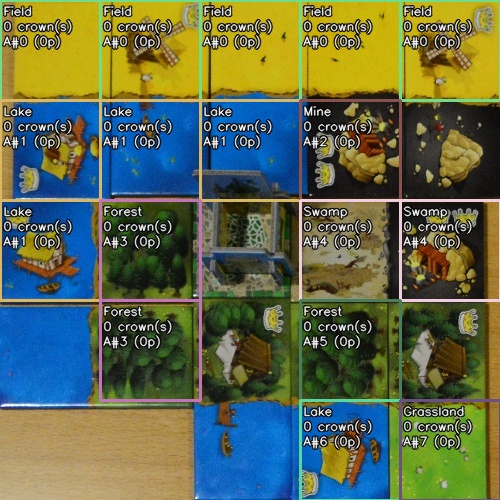 Field
0 crown(s)
A#0 (0p)
Field
0 crown(s)
A#0 (0p)
Field
0 crown(s)
A#0 (0p)
Field
0 crown(s)
A#0 (0p)
Field
0 crown(s)
A#0 (0p)
Lake
0 crown(s)
A#1 (0p)
Lake
0 crown(s)
A#1 (0p)
Lake
0 crown(s)
A#1 (0p)
Mine
0 crown(s)
A#2 (0p)
Lake
0 crown(s)
A#1 (0p)
Forest
0 crown(s)
A#3 (0p)
Swamp
0 crown(s)
A#4 (0p)
Swamp
0 crown(s)
A#4 (0p)
Forest
0 crown(s)
A#3 (0p)
Forest
0 crown(s)
A#5 (0p)
Lake
0 crown(s)
A#6 (0p)
Grassland
0 crown(s)
A#7 (0p)